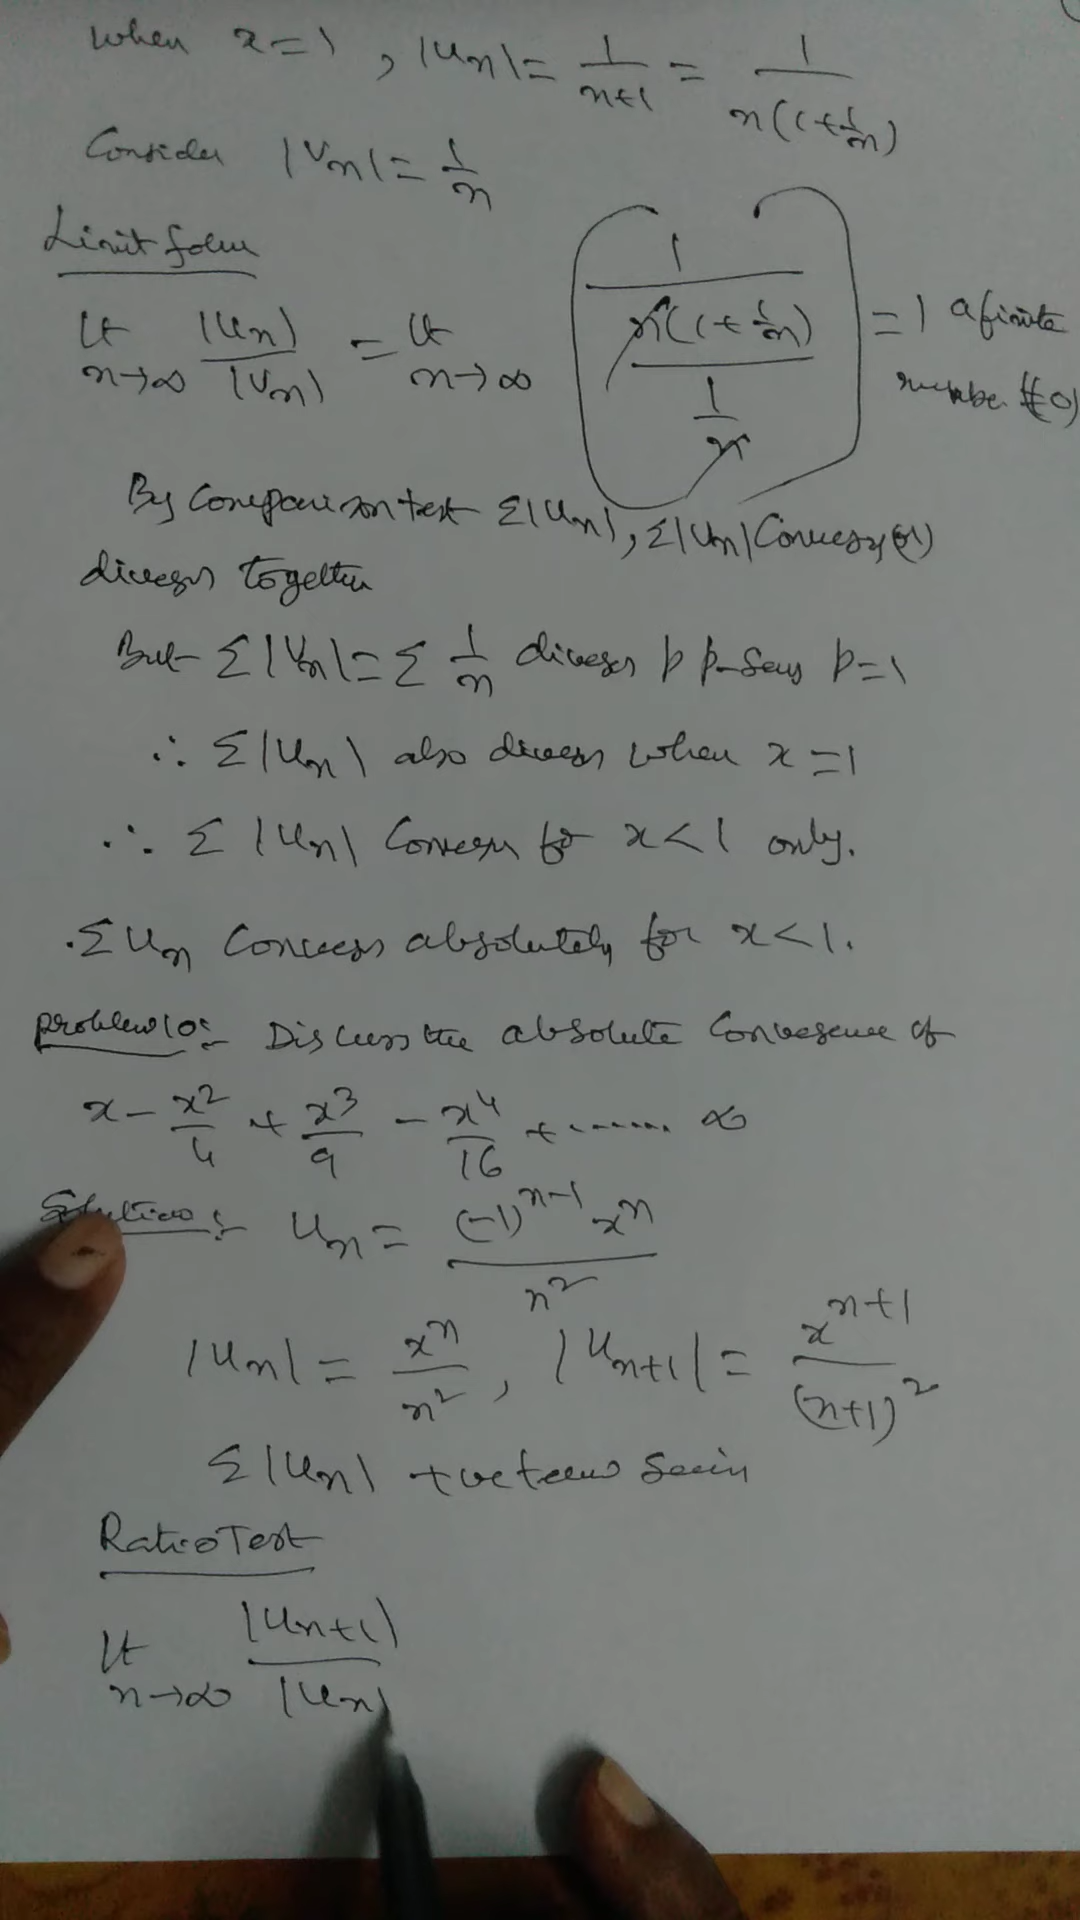 When x=1, |un| = 1/(n+1) = 1/(n(1+1/n))
Consider |vn| = 1/n
Limit form
Lt n→∞ |un|/|vn| = Lt n→∞ (1/(n(1+1/n)))/(1/n) = 1 a finite number (≠0)
By Comparison test Σ|un|, Σ|vn| Converges (or)
diverges together
But Σ|vn| = Σ 1/n diverges p-Series p=1
∴ Σ|un| also diverges when x=1
∴ Σ|un| Converges for x<1 only.
.Σun Converges absolutely for x<1.
Problem 10:- Discuss the absolute Convergence of
x - x²/4 + x³/9 - x⁴/16 + ...... ∞
Solution:- un = (-1)^(n-1) x^n / n²
|un| = x^n/n², |un+1| = x^(n+1)/(n+1)²
Σ|un| +ve terms Series
Ratio Test
Lt n→∞ |un+1|/|un|